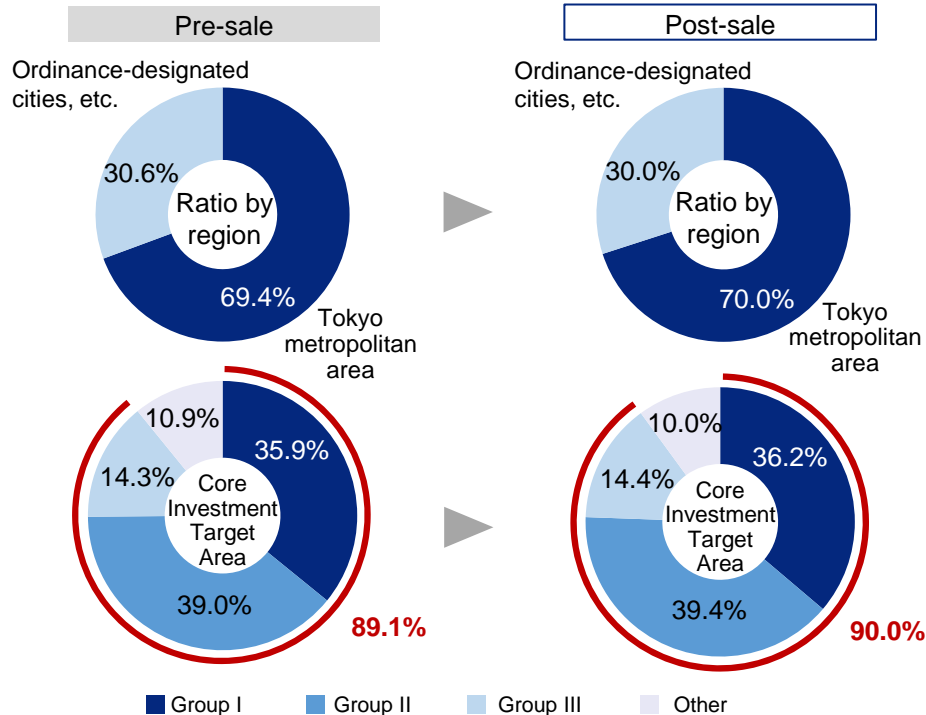 Pre-sale
Post-sale
Ordinance-designated
cities, etc.
30.6%
Ratio by
region
69.4%
Tokyo
metropolitan
area
Ordinance-designated
cities, etc.
30.0%
Ratio by
region
70.0%
Tokyo
metropolitan
area
10.9%
35.9%
14.3%
Core
Investment
Target
Area
39.0%
89.1%
10.0%
36.2%
14.4%
Core
Investment
Target
Area
39.4%
90.0%
Group I
Group II
Group III
Other